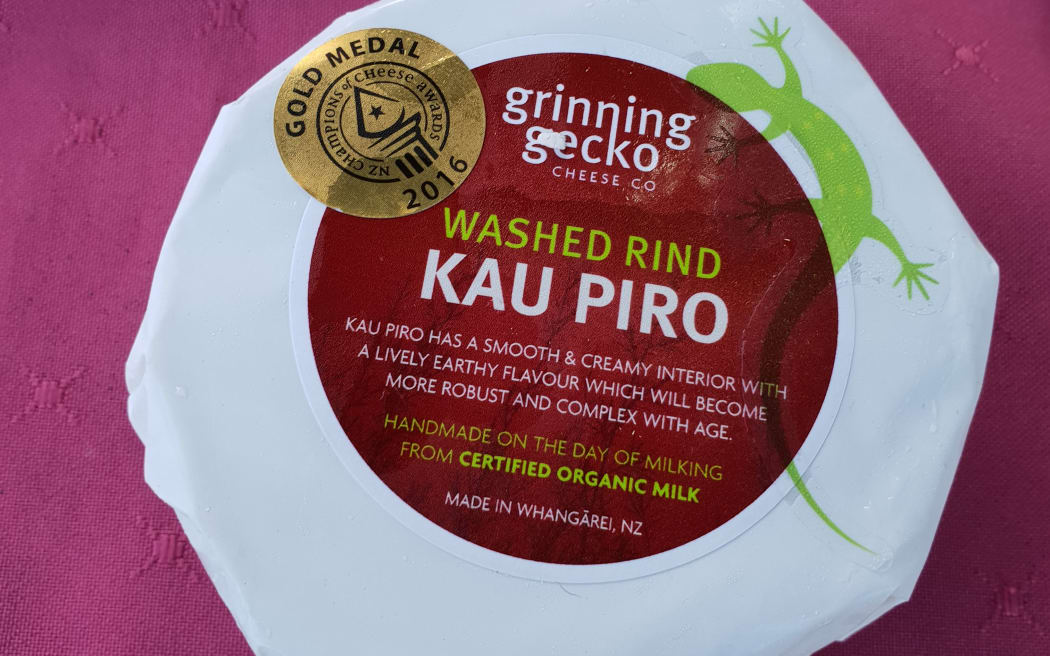 GOLD MEDAL
NZ CHAMPIONS of CHeese awaRDS
2016
grinning
gecko
CHEESE CO
WASHED RIND
KAU PIRO
KAU PIRO HAS A SMOOTH & CREAMY INTERIOR WITH
A LIVELY EARTHY FLAVOUR WHICH WILL BECOME
MORE ROBUST AND COMPLEX WITH AGE.
HANDMADE ON THE DAY OF MILKING
FROM CERTIFIED ORGANIC MILK
MADE IN WHANGĀREI, NZ